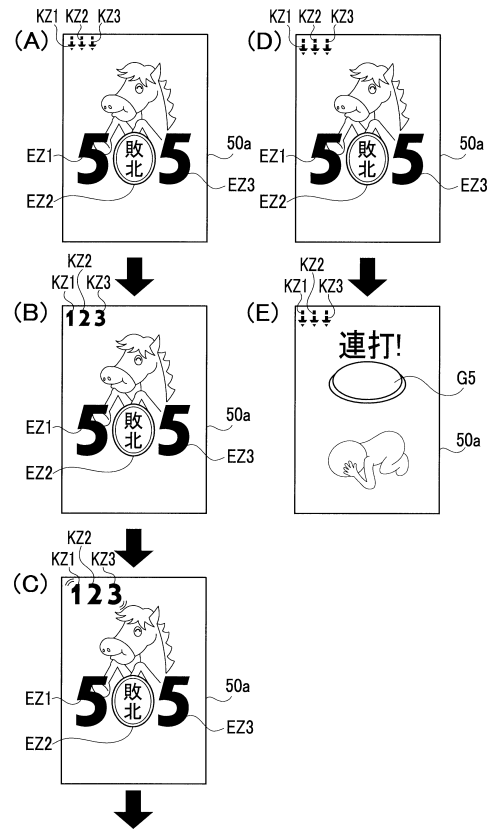 (A)
KZ1 KZ2 KZ3
EZ1 5 敗北 5 50a
EZ2 EZ3
(B)
KZ2
KZ1 KZ3
1 2 3
EZ1 5 敗北 5 50a
EZ2 EZ3
(C)
KZ2
KZ1 KZ3
1 2 3
EZ1 5 敗北 5 50a
EZ2 EZ3
(D)
KZ1 KZ2 KZ3
EZ1 5 敗北 5 50a
EZ2 EZ3
(E)
KZ2
KZ1 KZ3
連打!
G5
50a